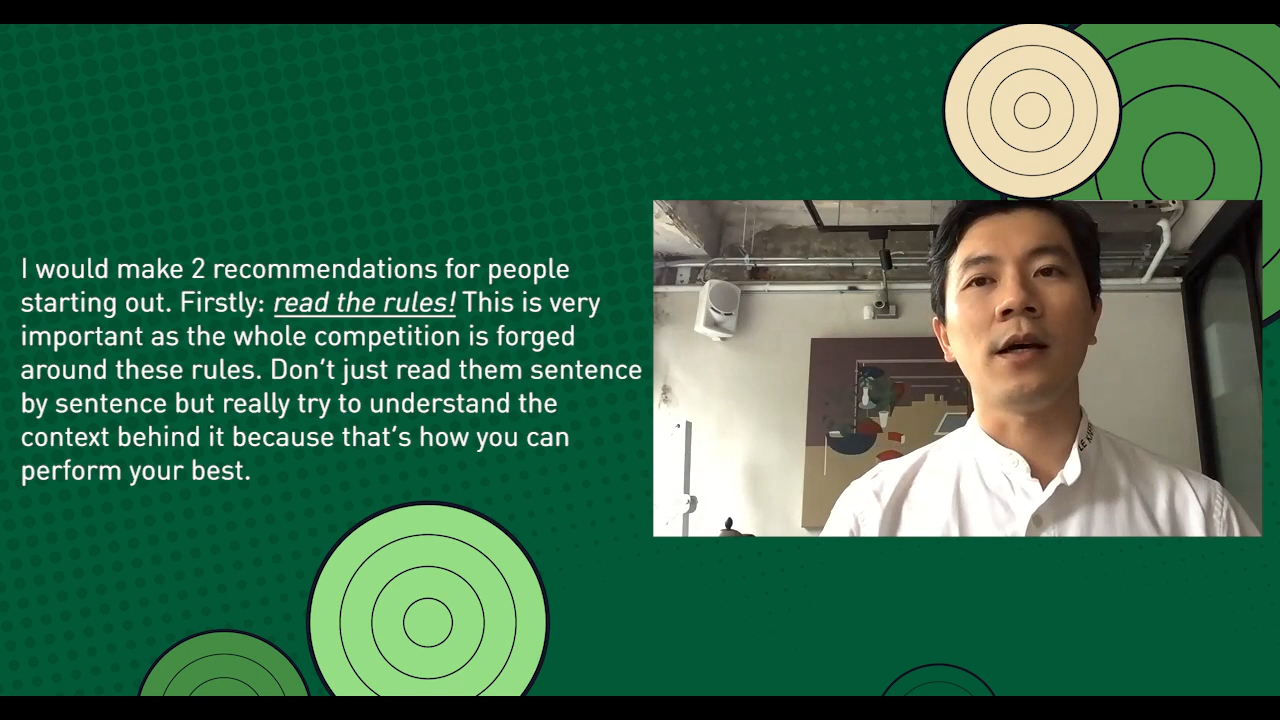 I would make 2 recommendations for people
starting out. Firstly: read the rules! This is very
important as the whole competition is forged
around these rules. Don't just read them sentence
by sentence but really try to understand the
context behind it because that's how you can
perform your best.